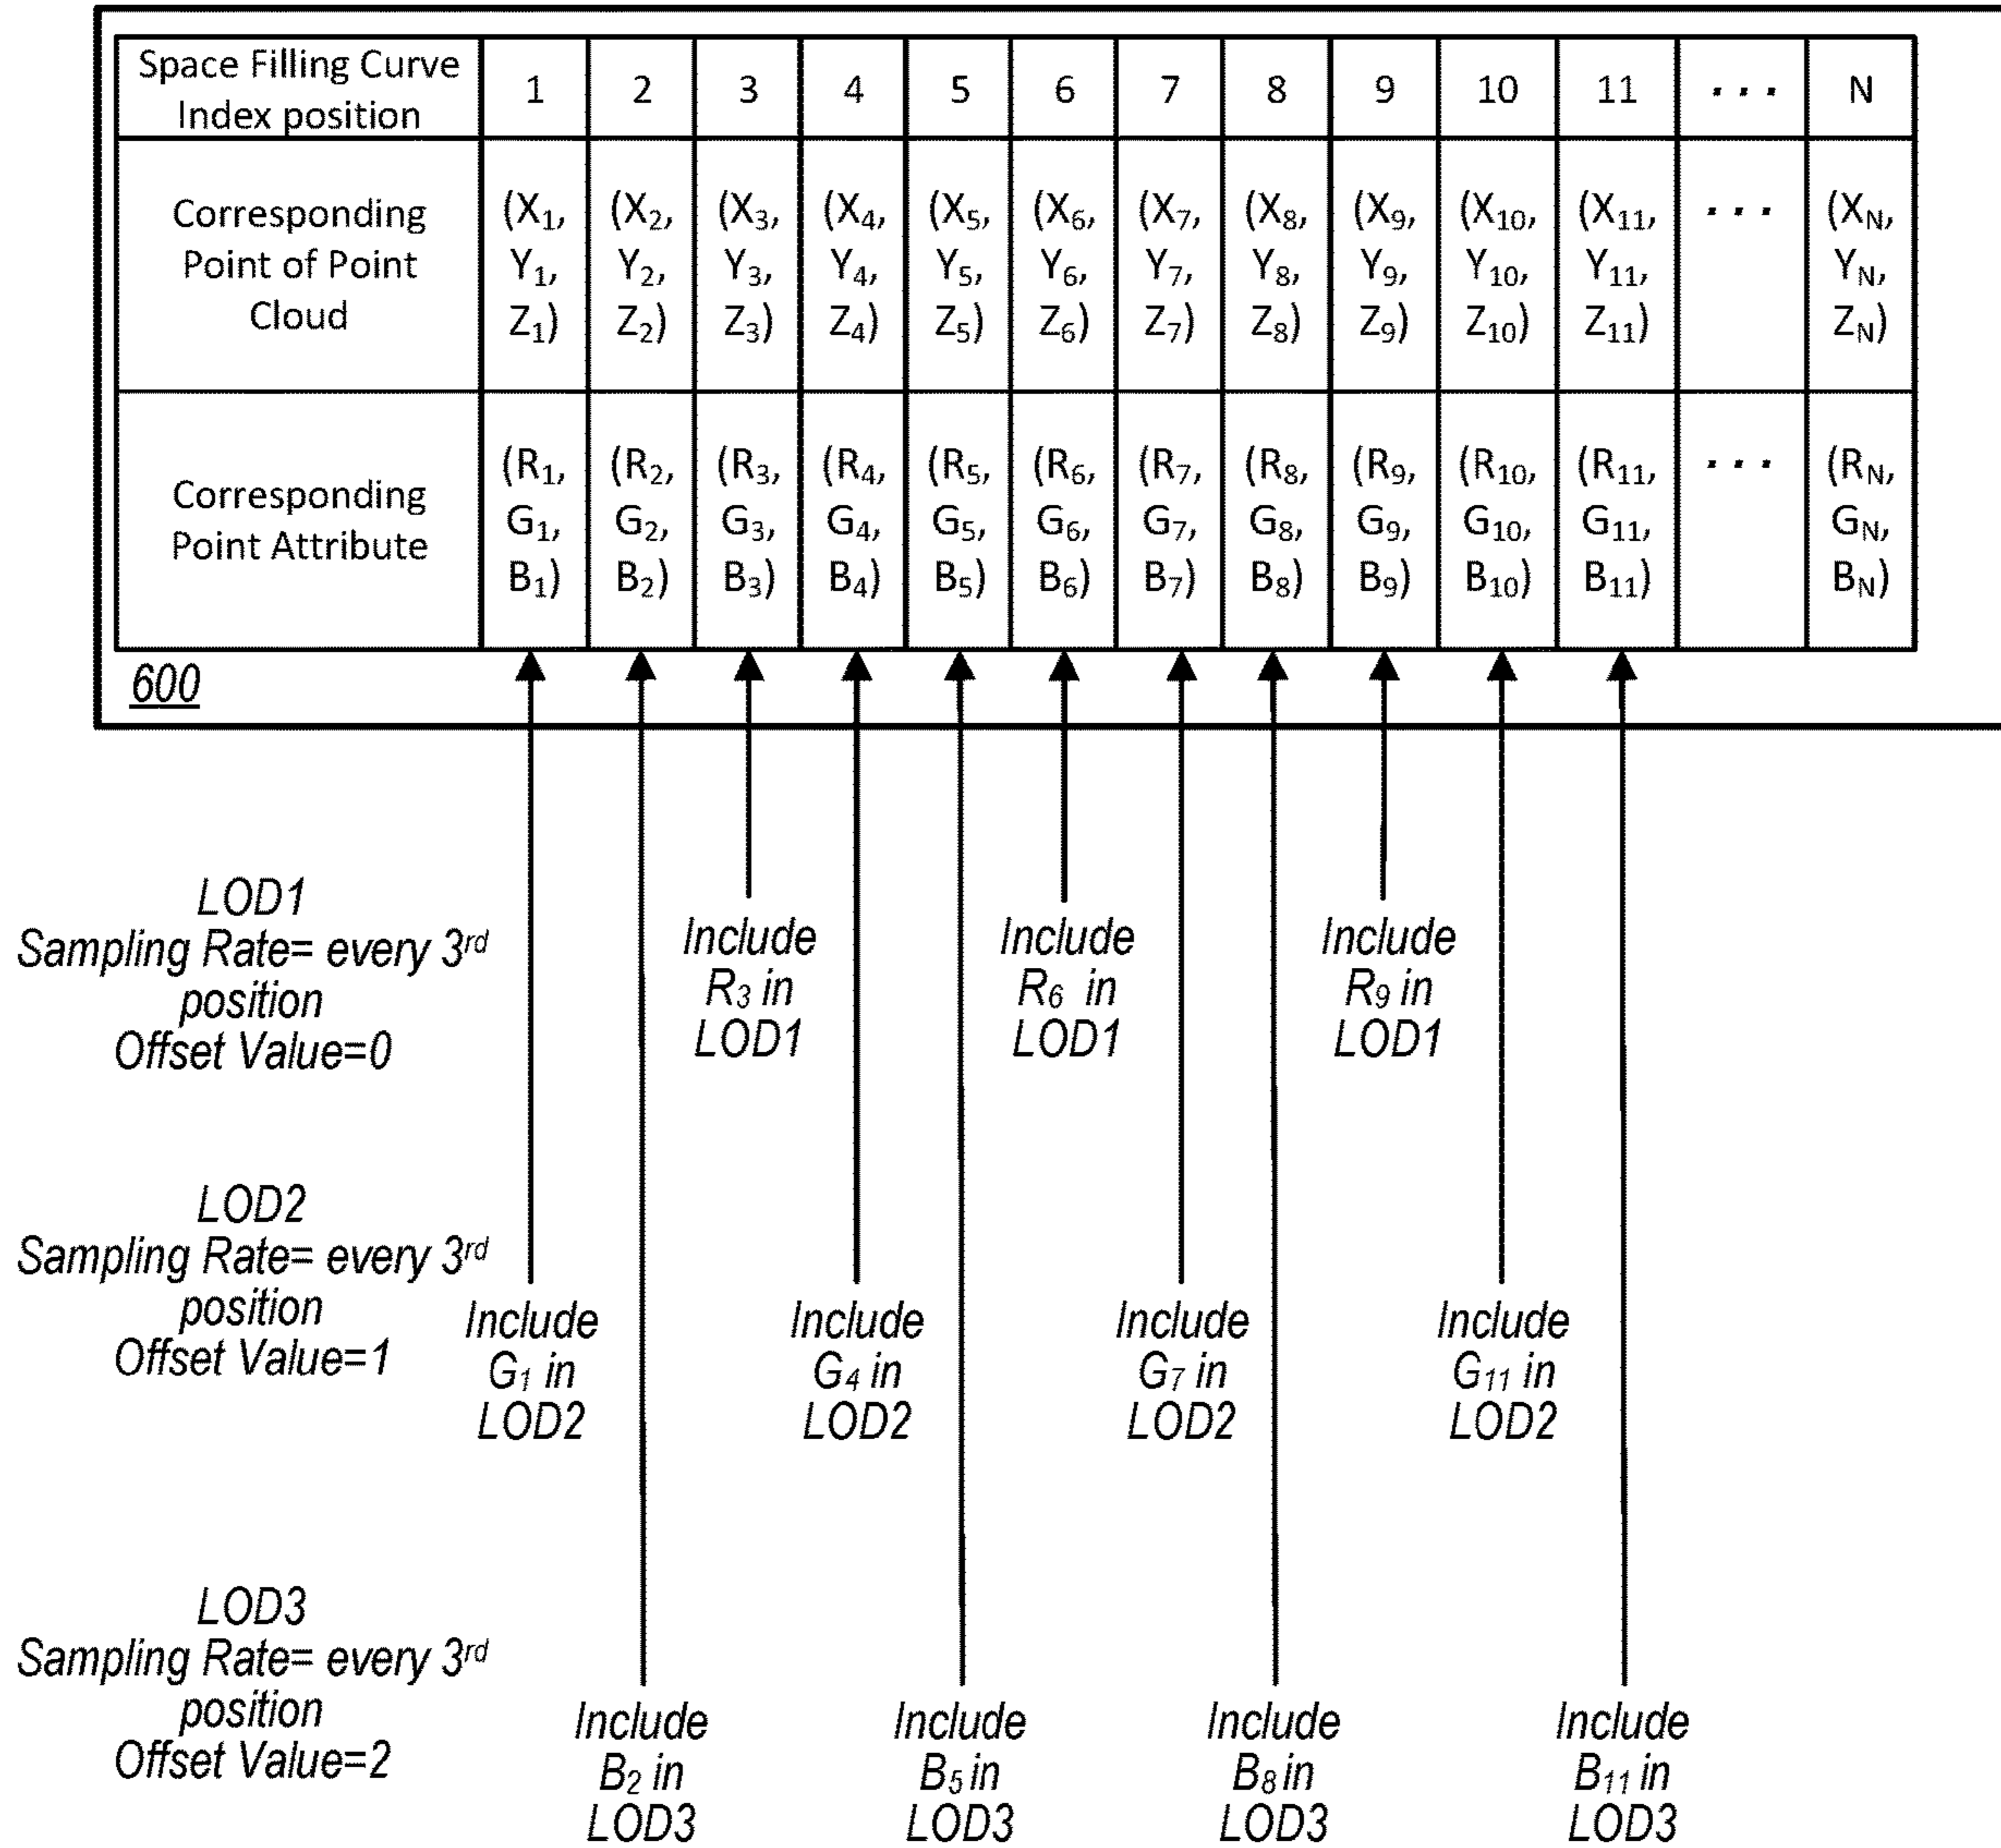 Space Filling Curve
Index position
1 2 3 4 5 6 7 8 9 10 11 ... N
Corresponding
Point of Point
Cloud
(X₁, (X₂, (X₃, (X₄, (X₅, (X₆, (X₇, (X₈, (X₉, (X₁₀, (X₁₁, ... (X_N,
Y₁, Y₂, Y₃, Y₄, Y₅, Y₆, Y₇, Y₈, Y₉, Y₁₀, Y₁₁, Y_N,
Z₁) Z₂) Z₃) Z₄) Z₅) Z₆) Z₇) Z₈) Z₉) Z₁₀) Z₁₁) Z_N)
Corresponding
Point Attribute
(R₁, (R₂, (R₃, (R₄, (R₅, (R₆, (R₇, (R₈, (R₉, (R₁₀, (R₁₁, ... (R_N,
G₁, G₂, G₃, G₄, G₅, G₆, G₇, G₈, G₉, G₁₀, G₁₁, G_N,
B₁) B₂) B₃) B₄) B₅) B₆) B₇) B₈) B₉) B₁₀) B₁₁) B_N)
600
LOD1
Sampling Rate= every 3rd
position
Offset Value=0
Include
R₃ in
LOD1
Include
R₆ in
LOD1
Include
R₉ in
LOD1
LOD2
Sampling Rate= every 3rd
position
Offset Value=1
Include
G₁ in
LOD2
Include
G₄ in
LOD2
Include
G₇ in
LOD2
Include
G₁₁ in
LOD2
LOD3
Sampling Rate= every 3rd
position
Offset Value=2
Include
B₂ in
LOD3
Include
B₅ in
LOD3
Include
B₈ in
LOD3
Include
B₁₁ in
LOD3